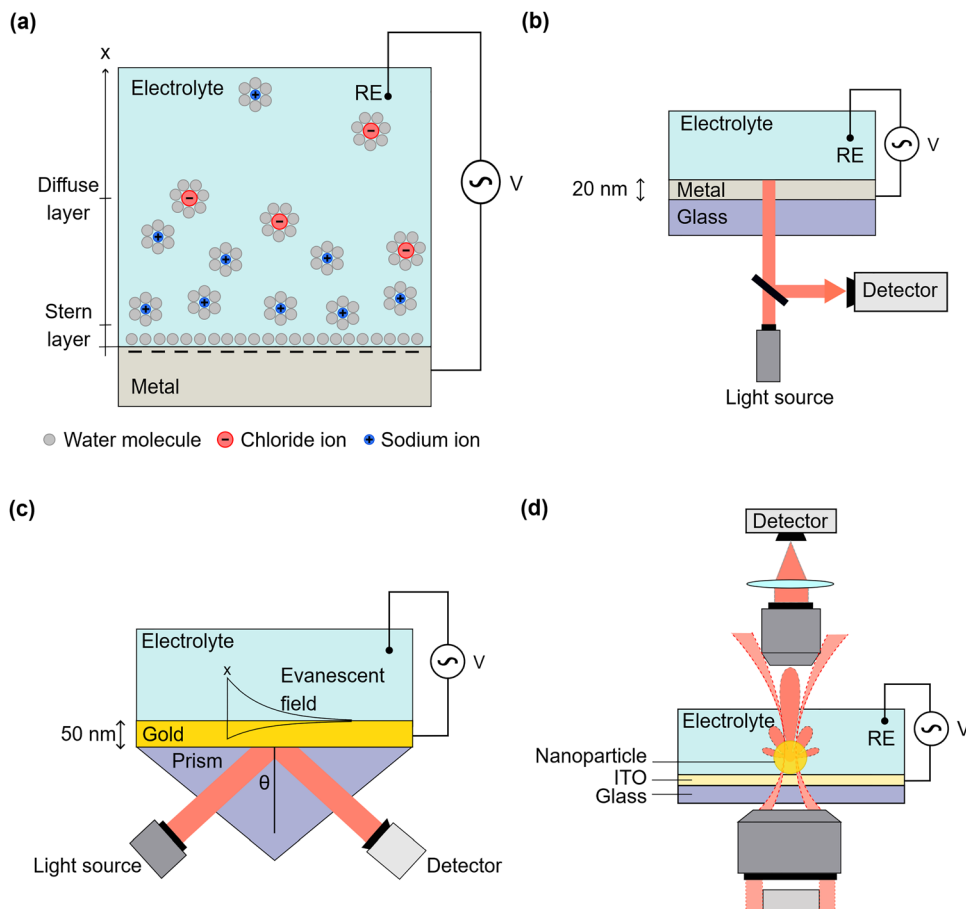 (a)
x
Electrolyte
RE
Diffuse
layer
V
Stern
layer
Metal
Water molecule
Chloride ion
Sodium ion
(b)
Electrolyte
RE
V
20 nm
Metal
Glass
Detector
Light source
(c)
Electrolyte
x
Evanescent
field
V
50 nm
Gold
Prism
θ
Light source
Detector
(d)
Detector
Electrolyte
RE
V
Nanoparticle
ITO
Glass